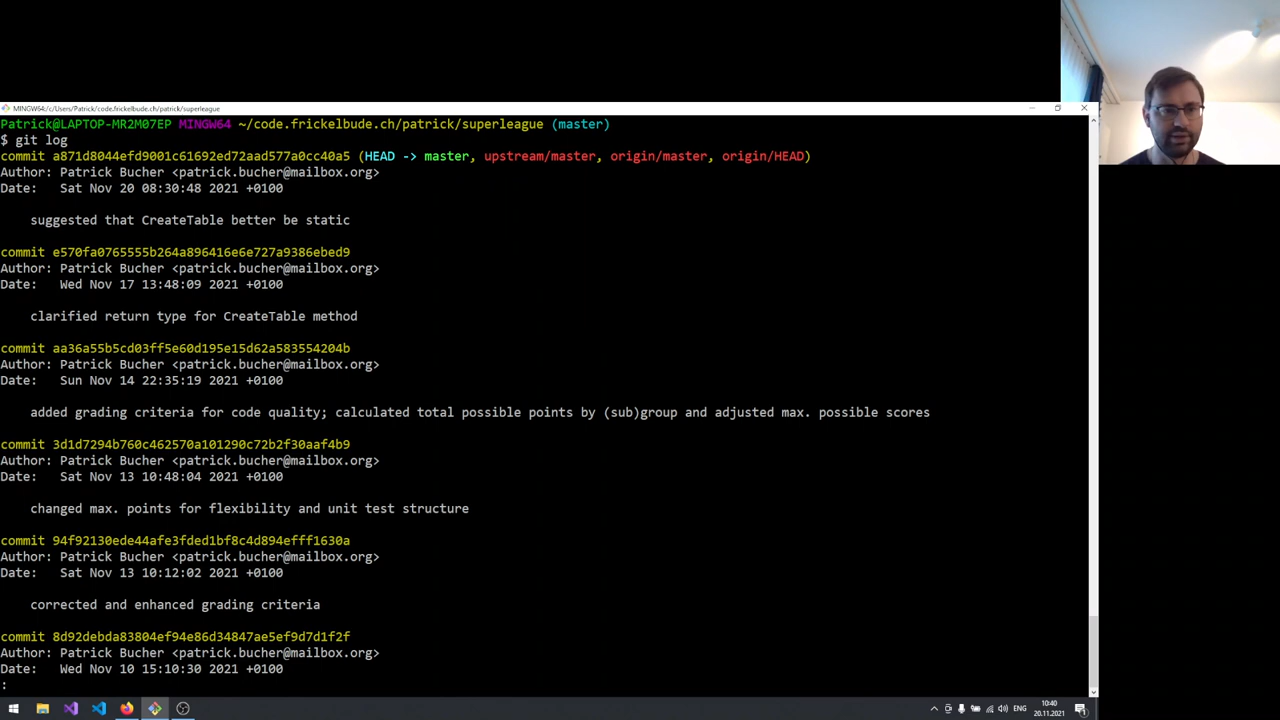 MINGW64:/c/Users/Patrick/code.frickelbude.ch/patrick/superleague
Patrick@LAPTOP-MR2M07EP MINGW64 ~/code.frickelbude.ch/patrick/superleague (master)
$ git log
commit a871d8044efd9001c61692ed72aad577a0cc40a5 (HEAD -> master, upstream/master, origin/master, origin/HEAD)
Author: Patrick Bucher <patrick.bucher@mailbox.org>
Date:   Sat Nov 20 08:30:48 2021 +0100
suggested that CreateTable better be static
commit e570fa0765555b264a896416e6e727a9386ebed9
Author: Patrick Bucher <patrick.bucher@mailbox.org>
Date:   Wed Nov 17 13:48:09 2021 +0100
clarified return type for CreateTable method
commit aa36a55b5cd03ff5e60d195e15d62a583554204b
Author: Patrick Bucher <patrick.bucher@mailbox.org>
Date:   Sun Nov 14 22:35:19 2021 +0100
added grading criteria for code quality; calculated total possible points by (sub)group and adjusted max. possible scores
commit 3d1d7294b760c462570a101290c72b2f30aaf4b9
Author: Patrick Bucher <patrick.bucher@mailbox.org>
Date:   Sat Nov 13 10:48:04 2021 +0100
changed max. points for flexibility and unit test structure
commit 94f92130ede44afe3fded1bf8c4d894efff1630a
Author: Patrick Bucher <patrick.bucher@mailbox.org>
Date:   Sat Nov 13 10:12:02 2021 +0100
corrected and enhanced grading criteria
commit 8d92debda83804ef94e86d34847ae5ef9d7d1f2f
Author: Patrick Bucher <patrick.bucher@mailbox.org>
Date:   Wed Nov 10 15:10:30 2021 +0100
:
ENG
10:40
20.11.2021